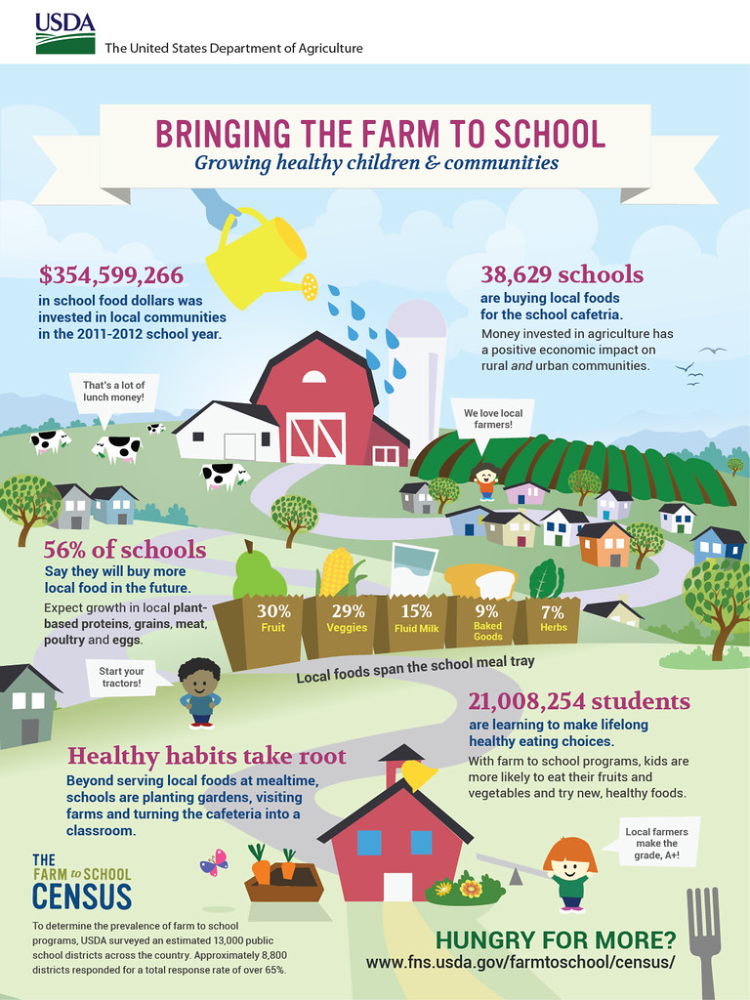 USDA
The United States Department of Agriculture
BRINGING THE FARM TO SCHOOL
Growing healthy children & communities
$354,599,266
in school food dollars was
invested in local communities
in the 2011-2012 school year.
38,629 schools
are buying local foods
for the school cafetria.
Money invested in agriculture has
a positive economic impact on
rural and urban communities.
That's a lot of
lunch money!
We love local
farmers!
56% of schools
Say they will buy more
local food in the future.
Expect growth in local plant-
based proteins, grains, meat,
poultry and eggs.
30%
Fruit
29%
Veggies
15%
Fluid Milk
9%
Baked
Goods
7%
Herbs
Local foods span the school meal tray
Start your
tractors!
21,008,254 students
are learning to make lifelong
healthy eating choices.
With farm to school programs, kids are
more likely to eat their fruits and
vegetables and try new, healthy foods.
Healthy habits take root
Beyond serving local foods at mealtime,
schools are planting gardens, visiting
farms and turning the cafeteria into a
classroom.
Local farmers
make the
grade, A+!
THE
FARM to SCHOOL
CENSUS
To determine the prevalence of farm to school
programs, USDA surveyed an estimated 13,000 public
school districts across the country. Approximately 8,800
districts responded for a total response rate of over 65%.
HUNGRY FOR MORE?
www.fns.usda.gov/farmtoschool/census/